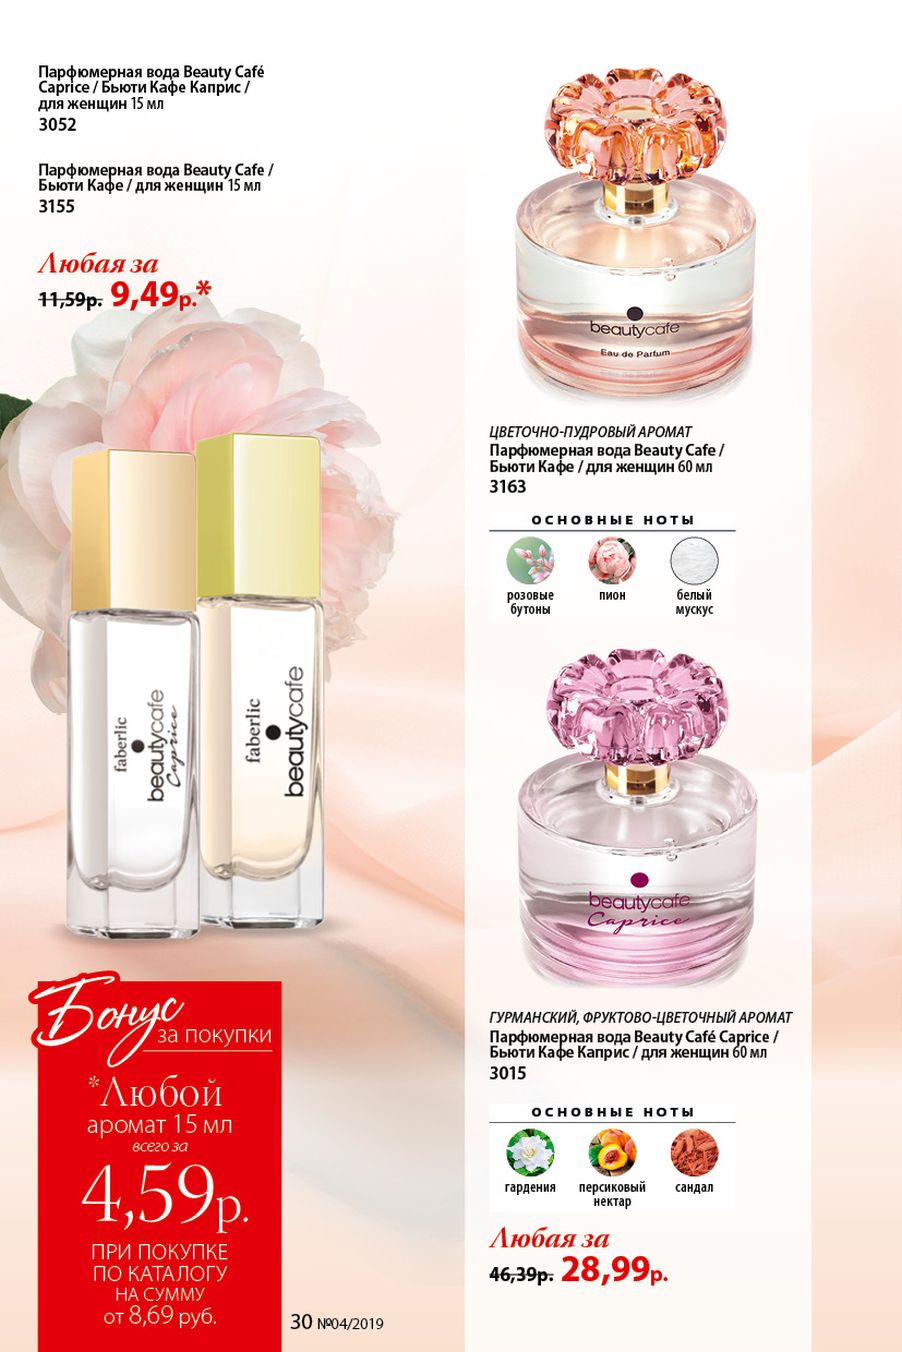 Парфюмерная вода Beauty Café
Caprice / Бьюти Кафе Каприс /
для женщин 15 мл
3052
Парфюмерная вода Beauty Cafe /
Бьюти Кафе / для женщин 15 мл
3155
Любая за
11,59р. 9,49р.*
faberlic
beautycafe
Caprice
faberlic
beautycafe
Бонус
за покупки
*Любой
аромат 15 мл
всего за
4,59р.
ПРИ ПОКУПКЕ
ПО КАТАЛОГУ
НА СУММУ
от 8,69 руб.
30 №04/2019
beautycafe
Eau de Parfum
ЦВЕТОЧНО-ПУДРОВЫЙ АРОМАТ
Парфюмерная вода Beauty Cafe /
Бьюти Кафе / для женщин 60 мл
3163
ОСНОВНЫЕ НОТЫ
розовые
бутоны
пион
белый
мускус
beautycafe
Caprice
ГУРМАНСКИЙ, ФРУКТОВО-ЦВЕТОЧНЫЙ АРОМАТ
Парфюмерная вода Beauty Café Caprice /
Бьюти Кафе Каприс / для женщин 60 мл
3015
ОСНОВНЫЕ НОТЫ
гардения
персиковый
нектар
сандал
Любая за
46,39р. 28,99р.